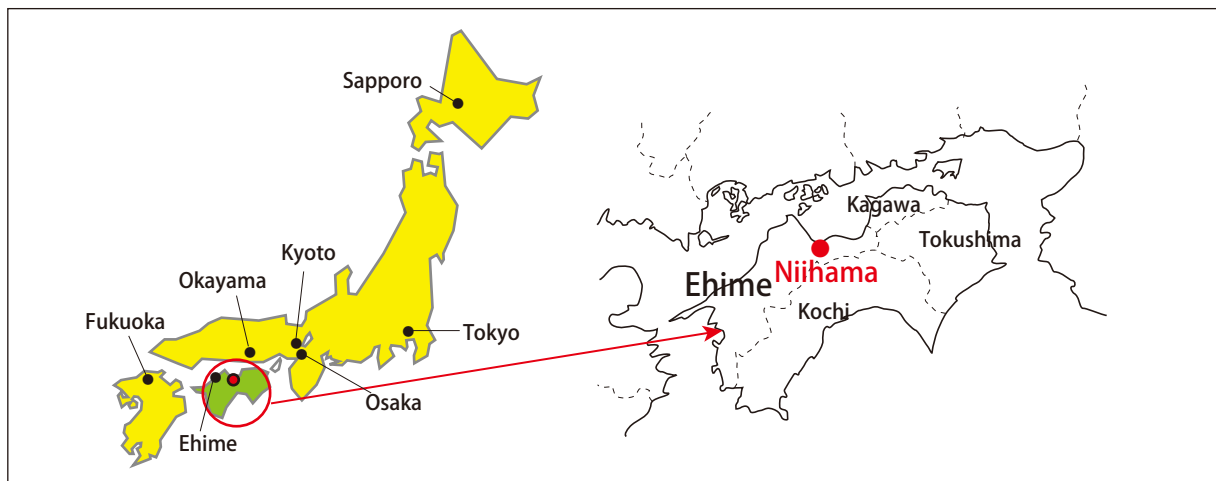 Sapporo
Kyoto
Okayama
Fukuoka
Tokyo
Osaka
Ehime
Kagawa
Tokushima
Niihama
Ehime
Kochi